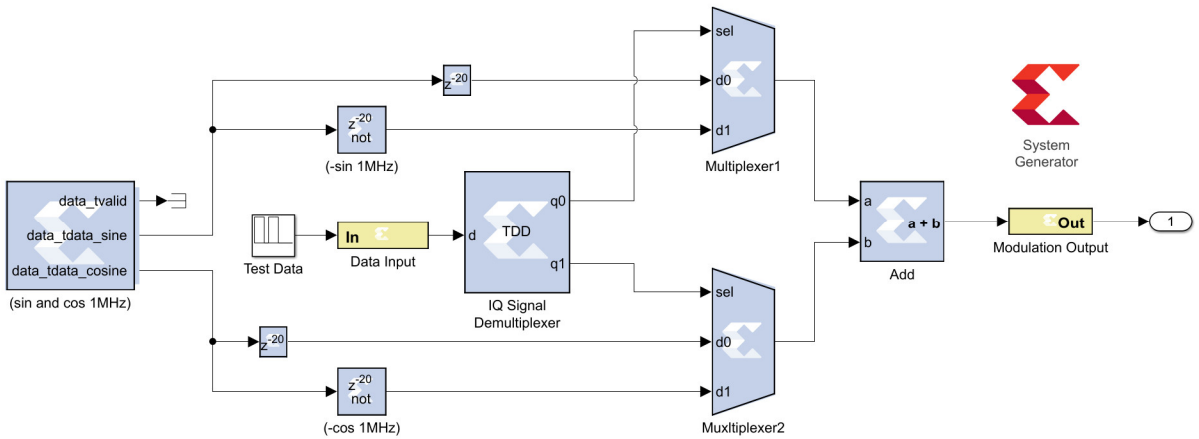 data_tvalid
data_tdata_sine
data_tdata_cosine
(sin and cos 1MHz)
z-20
z-20
not
(-sin 1MHz)
Test Data
In
Data Input
d
TDD
q0
q1
IQ Signal
Demultiplexer
z-20
z-20
not
(-cos 1MHz)
sel
d0
d1
Multiplexer1
sel
d0
d1
Muxltiplexer2
a
b
a + b
Add
Out
Modulation Output
1
System
Generator